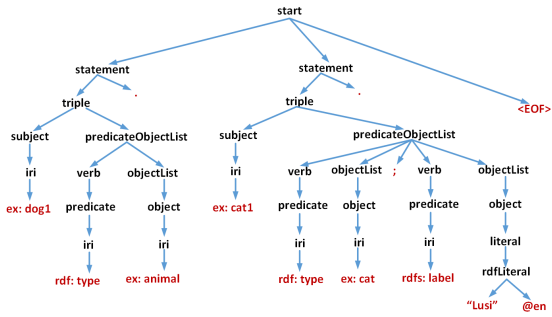 start
statement statement
. .
triple triple <EOF>
subject predicateObjectList subject predicateObjectList
iri verb objectList iri verb objectList ; verb objectList
ex: dog1 predicate object ex: cat1 predicate object predicate object
iri iri iri iri iri literal
rdf: type ex: animal rdf: type ex: cat rdfs: label rdfLiteral
“Lusi” @en